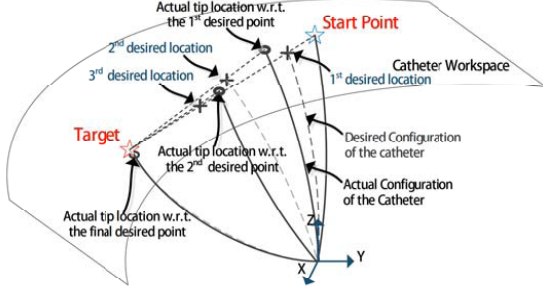 Actual tip location w.r.t.
the 1st desired point
Start Point
2nd desired location
3rd desired location
Catheter Workspace
1st desired location
Target
Actual tip location w.r.t.
the 2nd desired point
Desired Configuration
of the catheter
Actual Configuration
of the Catheter
Actual tip location w.r.t.
the final desired point
Z
Y
X